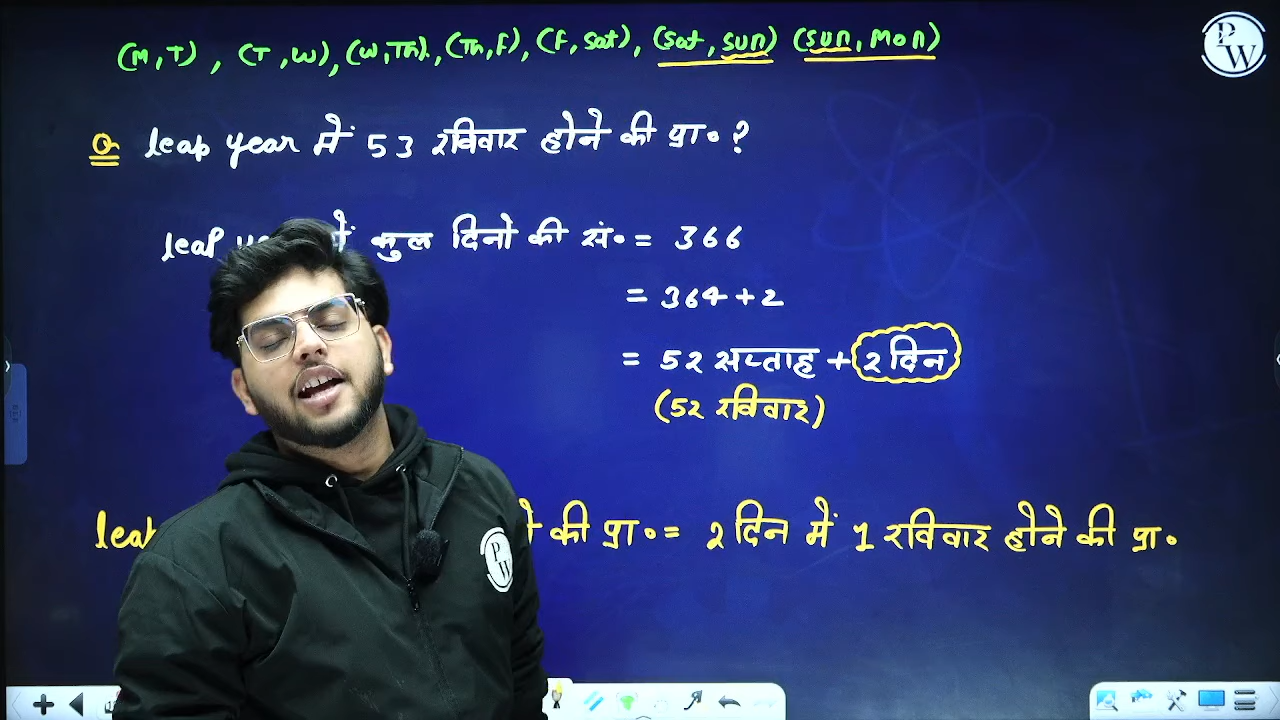 (M,T) , (T,W), (W,Th), (Th,F) (F,Sat), (Sat,Sun) (Sun,Mon)
PW
Q leap year में 53 रविवार होने की प्रा० ?
leap में कुल दिनो की सं० = 366
= 364+2
= 52 सप्ताह + 2 दिन
(52 रविवार)
की प्रा० = 2 दिन में 1 रविवार होने की प्रा०
PW